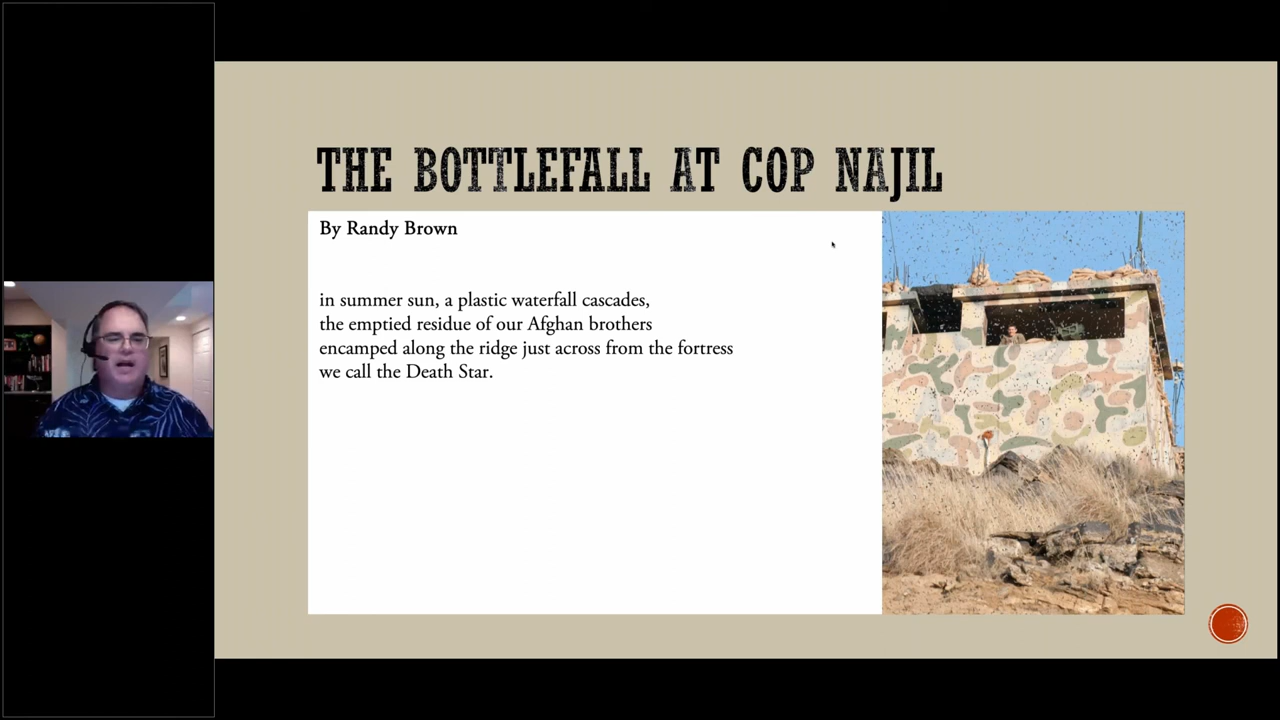 THE BOTTLEFALL AT COP NAJIL
By Randy Brown
in summer sun, a plastic waterfall cascades,
the emptied residue of our Afghan brothers
encamped along the ridge just across from the fortress
we call the Death Star.